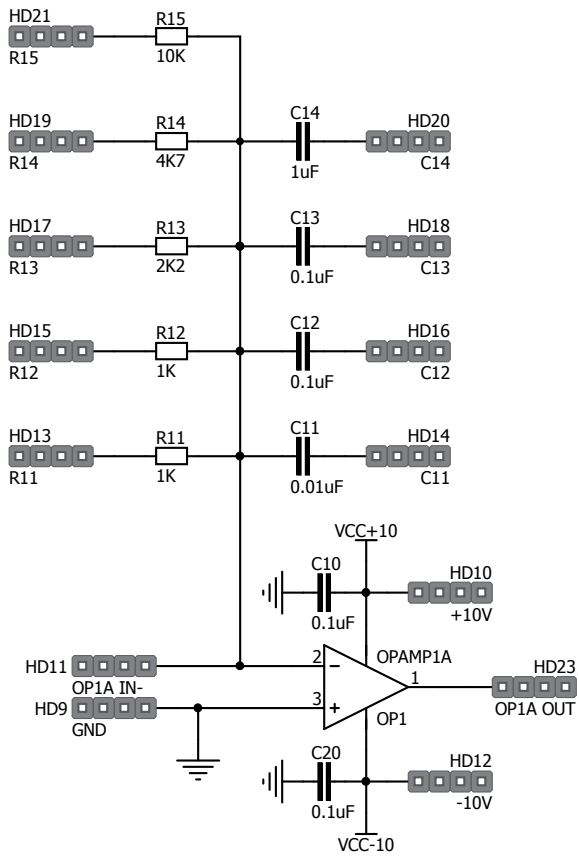 HD21
R15
R15
10K
HD19
R14
R14
4K7
C14
1uF
HD20
C14
HD17
R13
R13
2K2
C13
0.1uF
HD18
C13
HD15
R12
R12
1K
C12
0.1uF
HD16
C12
HD13
R11
R11
1K
C11
0.01uF
HD14
C11
VCC+10
C10
0.1uF
HD10
+10V
HD11
OP1A IN-
2
−
OPAMP1A
1
HD23
OP1A OUT
HD9
GND
3
+
OP1
C20
0.1uF
HD12
-10V
VCC-10